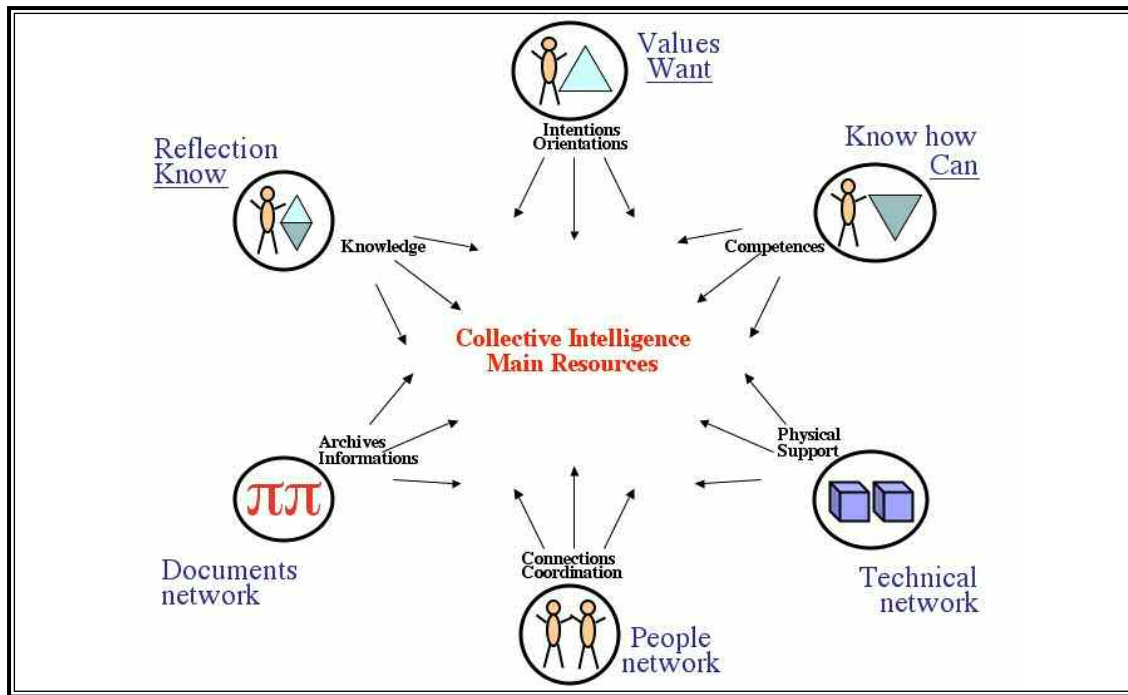 Values
Want
Intentions
Orientations
Reflection
Know
Knowledge
Know how
Can
Competences
Collective Intelligence
Main Resources
Archives
Informations
ππ
Documents
network
Physical
Support
Technical
network
Connections
Coordination
People
network